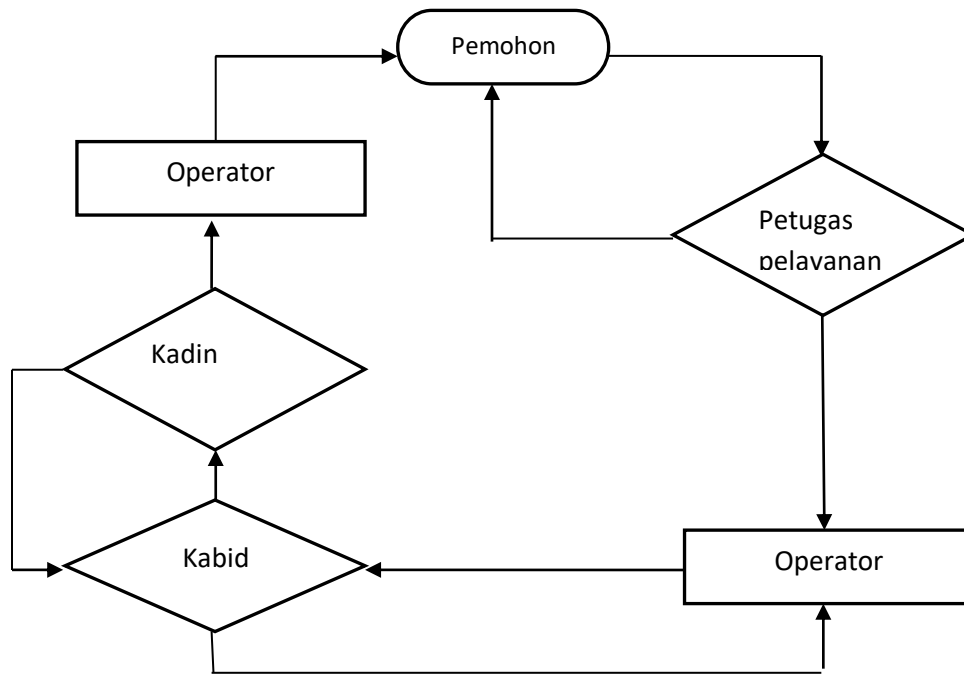 Pemohon
Operator
Petugas
pelayanan
Kadin
Kabid
Operator